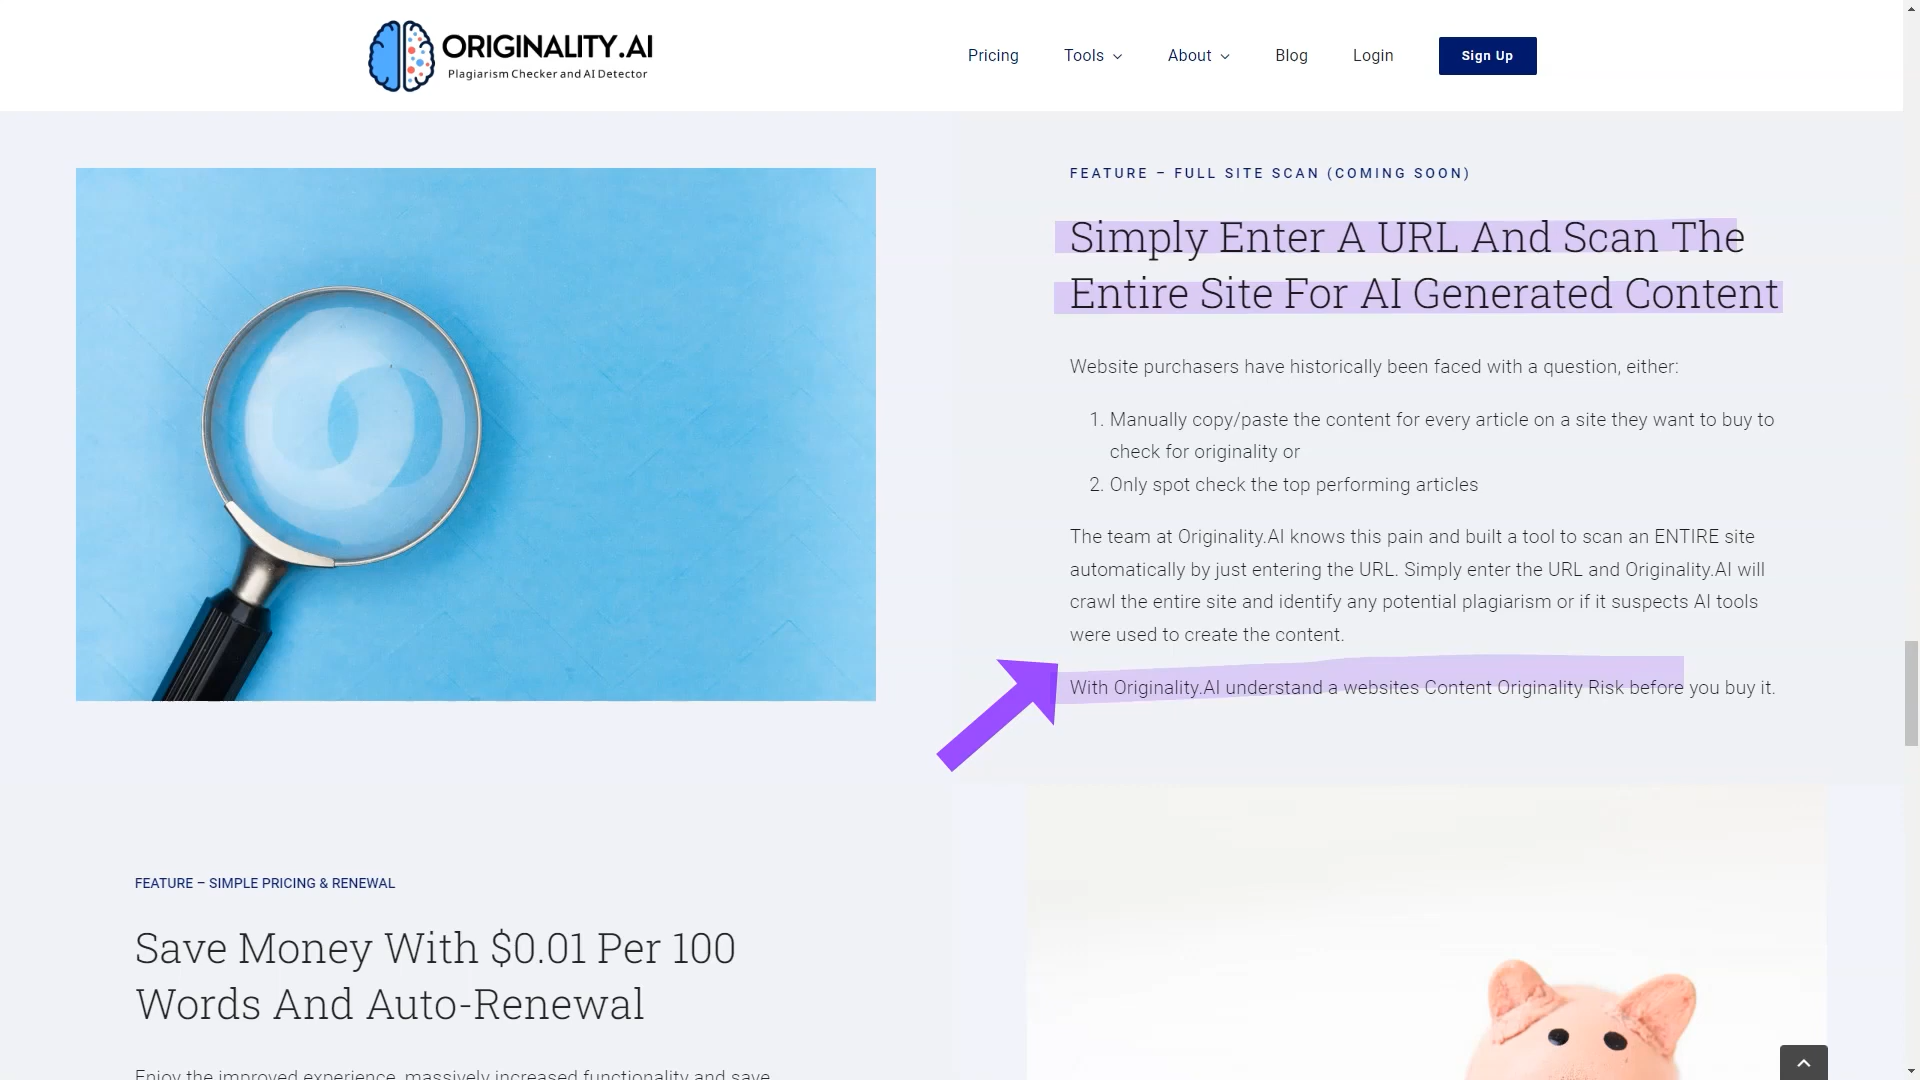 ORIGINALITY.AI
Plagiarism Checker and AI Detector
Pricing
Tools
About
Blog
Login
Sign Up
FEATURE – FULL SITE SCAN (COMING SOON)
Simply Enter A URL And Scan The
Entire Site For AI Generated Content
Website purchasers have historically been faced with a question, either:
1. Manually copy/paste the content for every article on a site they want to buy to
check for originality or
2. Only spot check the top performing articles
The team at Originality.AI knows this pain and built a tool to scan an ENTIRE site
automatically by just entering the URL. Simply enter the URL and Originality.AI will
crawl the entire site and identify any potential plagiarism or if it suspects AI tools
were used to create the content.
With Originality.AI understand a websites Content Originality Risk before you buy it.
FEATURE – SIMPLE PRICING & RENEWAL
Save Money With $0.01 Per 100
Words And Auto-Renewal
Enjoy the improved experience, massively increased functionality and save